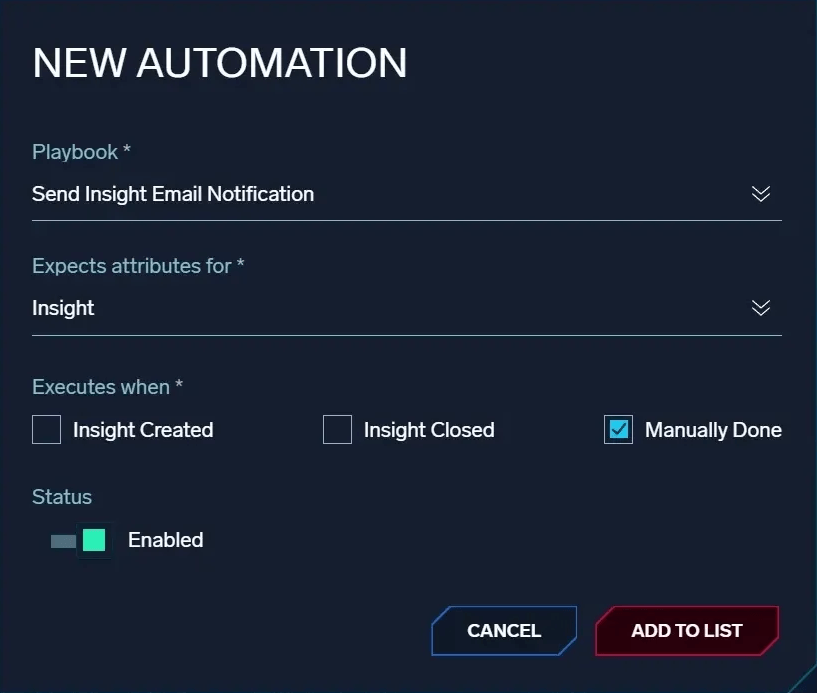 NEW AUTOMATION
Playbook *
Send Insight Email Notification
Expects attributes for *
Insight
Executes when *
Insight Created Insight Closed Manually Done
Status
Enabled
CANCEL ADD TO LIST